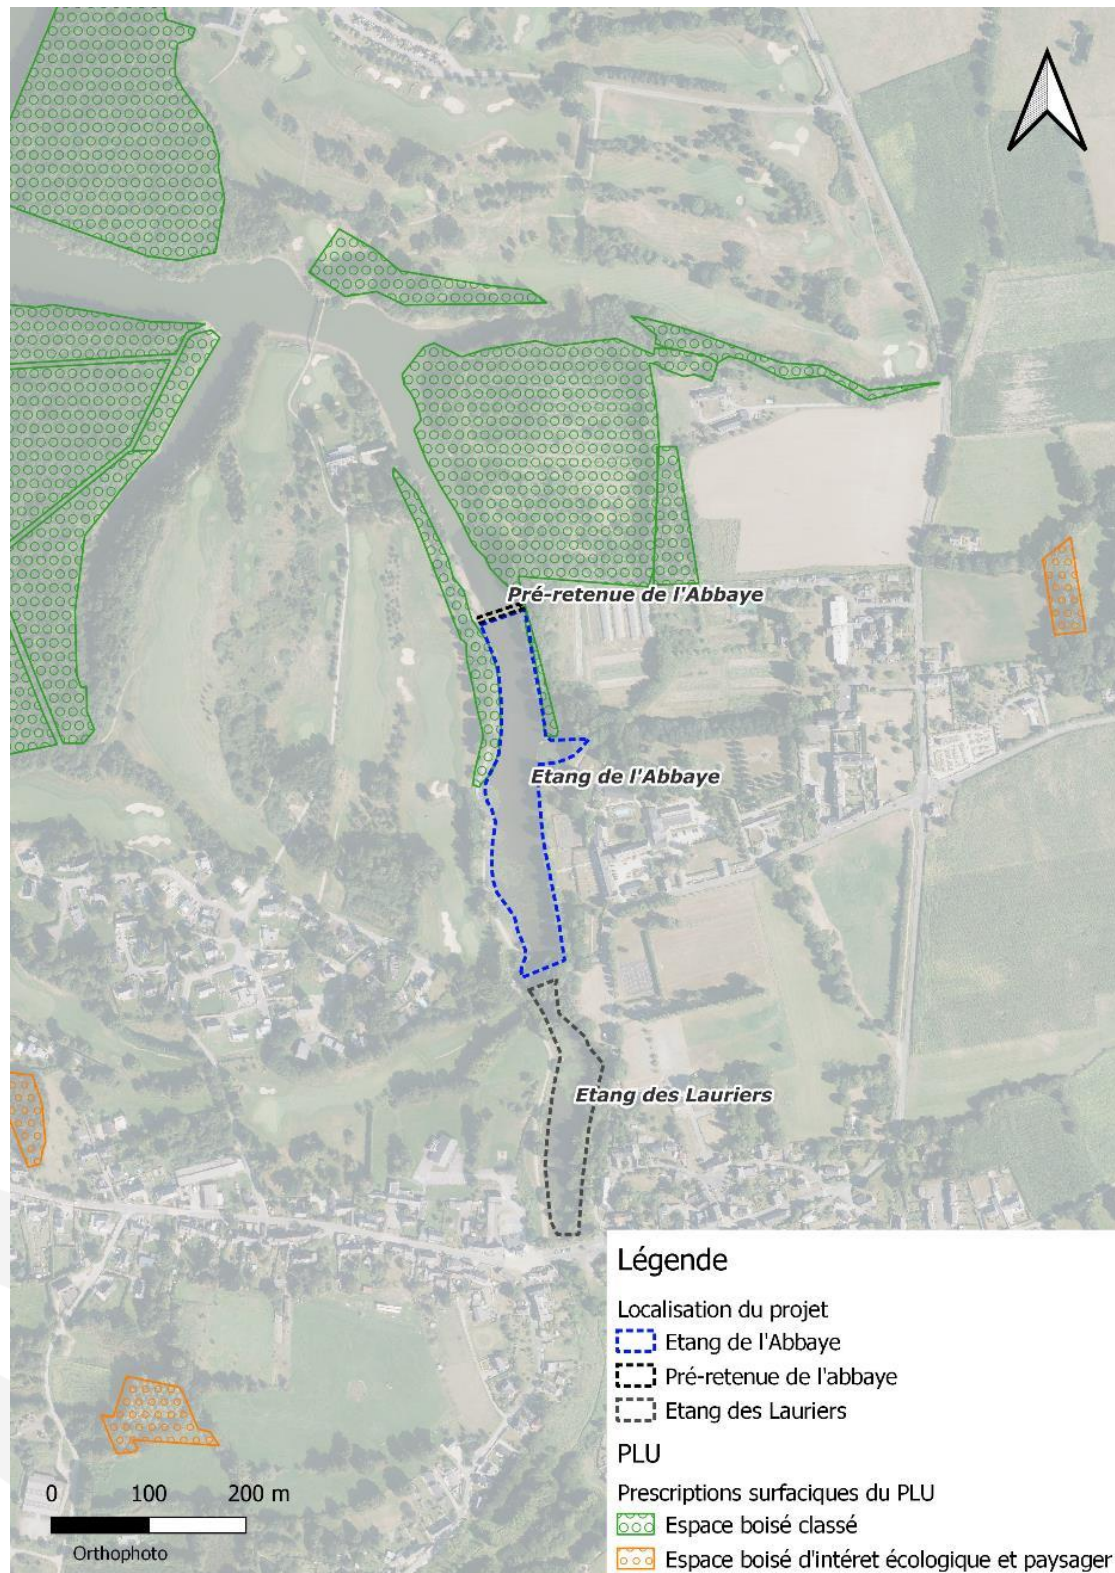 Pré-retenue de l'Abbaye
Etang de l'Abbaye
Etang des Lauriers
Légende
Localisation du projet
Etang de l'Abbaye
Pré-retenue de l'abbaye
Etang des Lauriers
PLU
Prescriptions surfaciques du PLU
Espace boisé classé
Espace boisé d'intéret écologique et paysager
0 100 200 m
Orthophoto